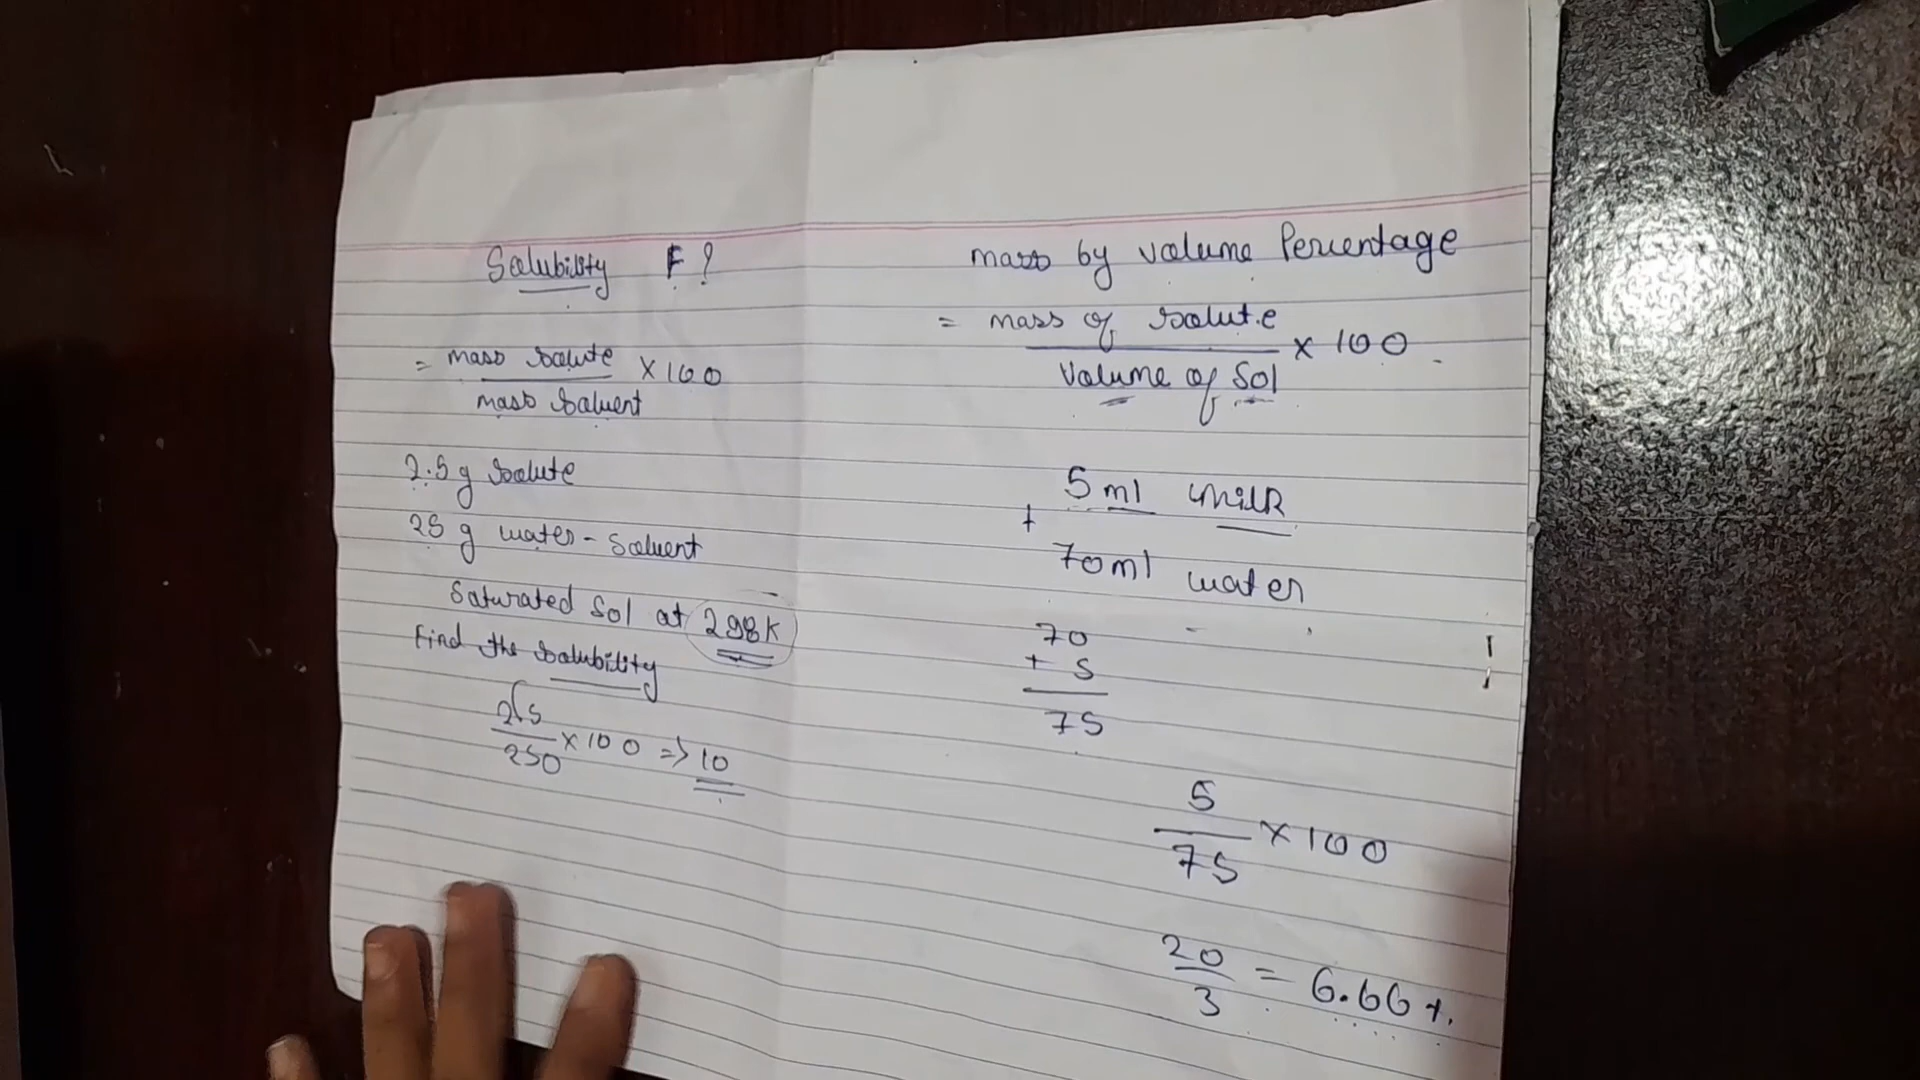 Solubility F?
= mass solute / mass solvent × 100
2.5 g solute
25 g water - solvent
Saturated sol at 298K
Find the solubility
25 / 250 × 100 => 10
mass by volume Percentage
= mass of solute / Volume of Sol × 100
5 ml milk
+
70 ml water
70
+ 5
75
5 / 75 × 100
20 / 3 = 6.66 %.